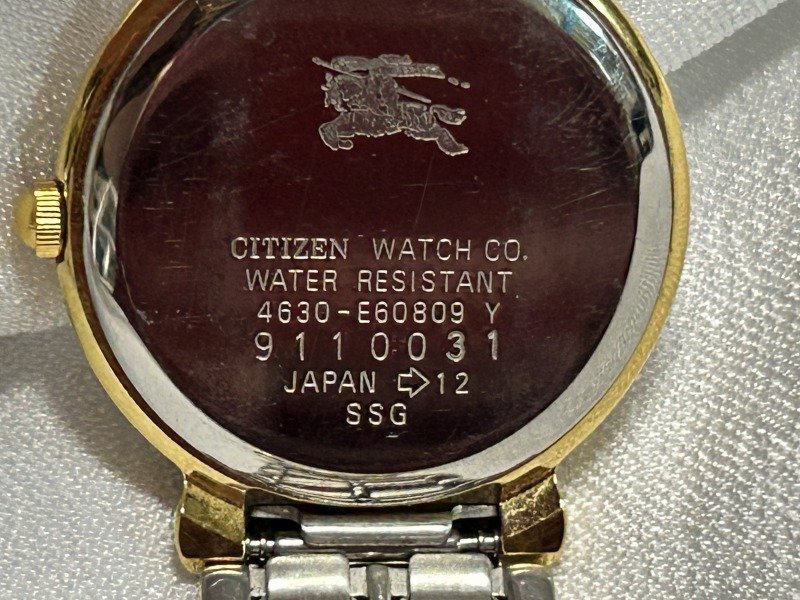 CITIZEN WATCH CO.
WATER RESISTANT
4630-E60809 Y
9110031
JAPAN ⇨12
SSG